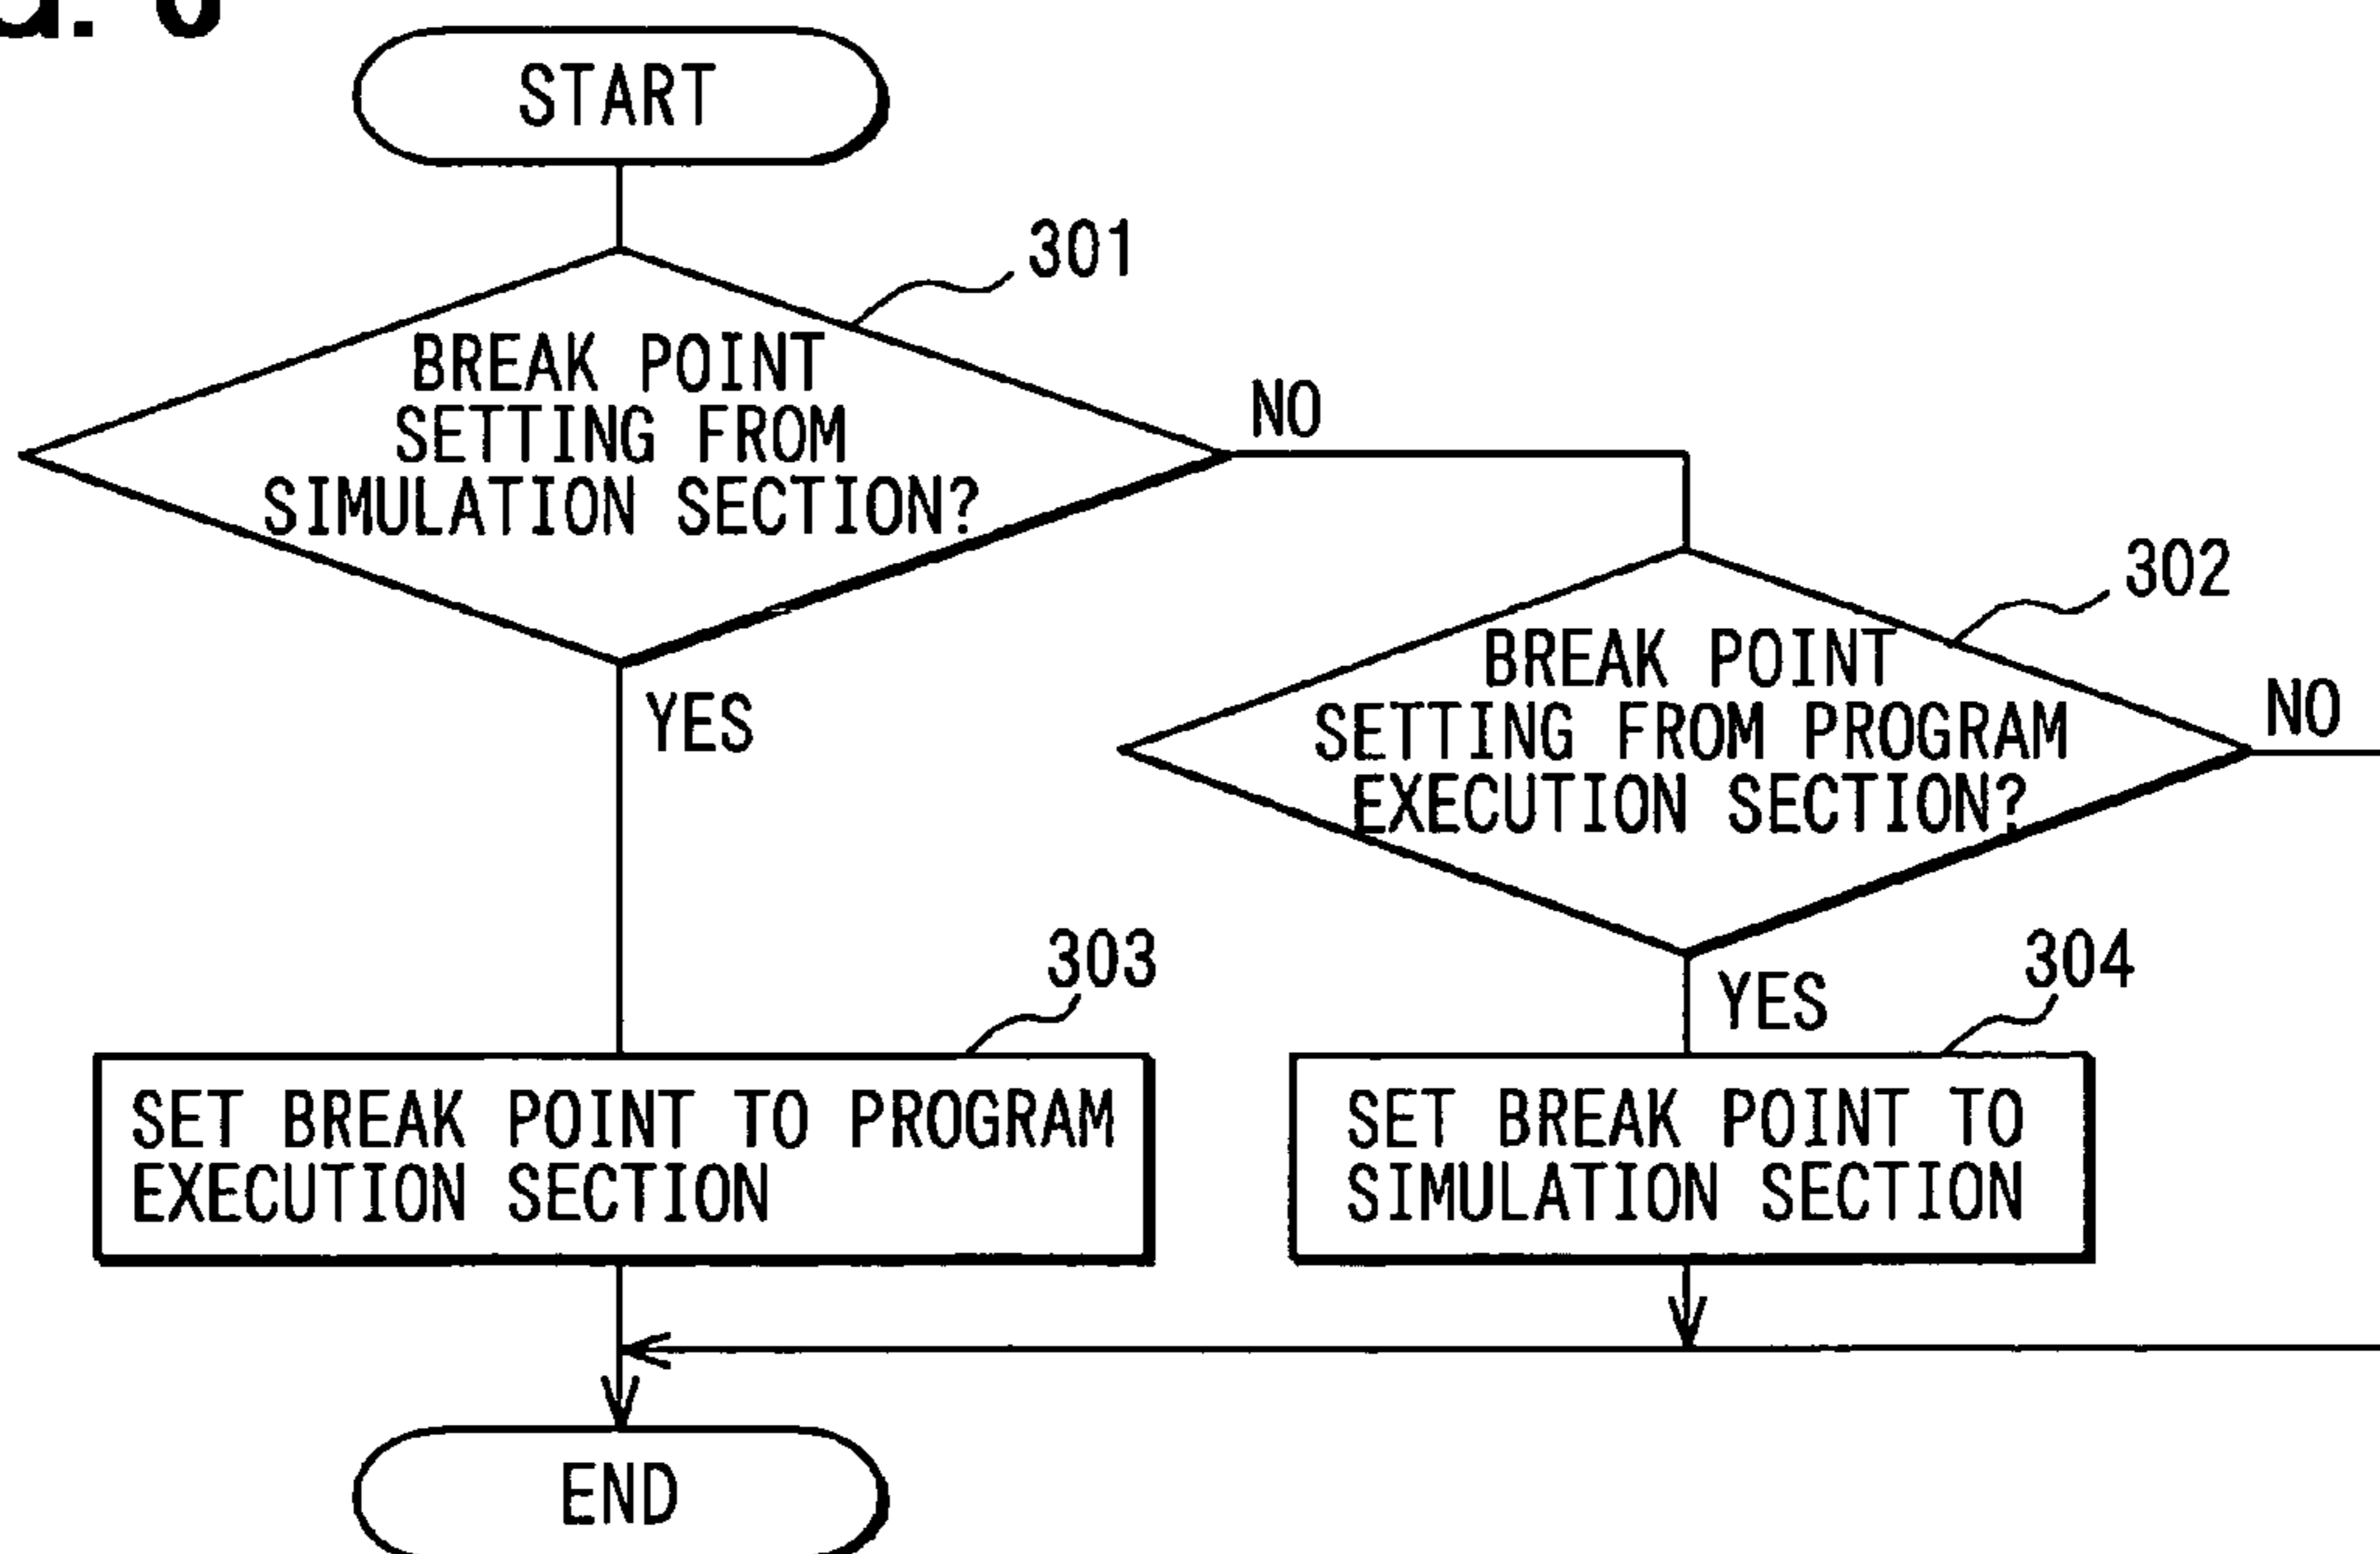 START
301
BREAK POINT
SETTING FROM
SIMULATION SECTION?
NO
YES
302
BREAK POINT
SETTING FROM PROGRAM
EXECUTION SECTION?
NO
YES
303
SET BREAK POINT TO PROGRAM
EXECUTION SECTION
304
SET BREAK POINT TO
SIMULATION SECTION
END